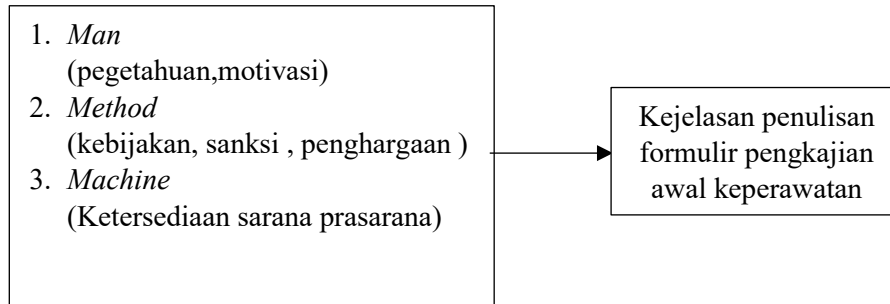 1. Man
(pegetahuan,motivasi)
2. Method
(kebijakan, sanksi , penghargaan )
3. Machine
(Ketersediaan sarana prasarana)
Kejelasan penulisan
formulir pengkajian
awal keperawatan